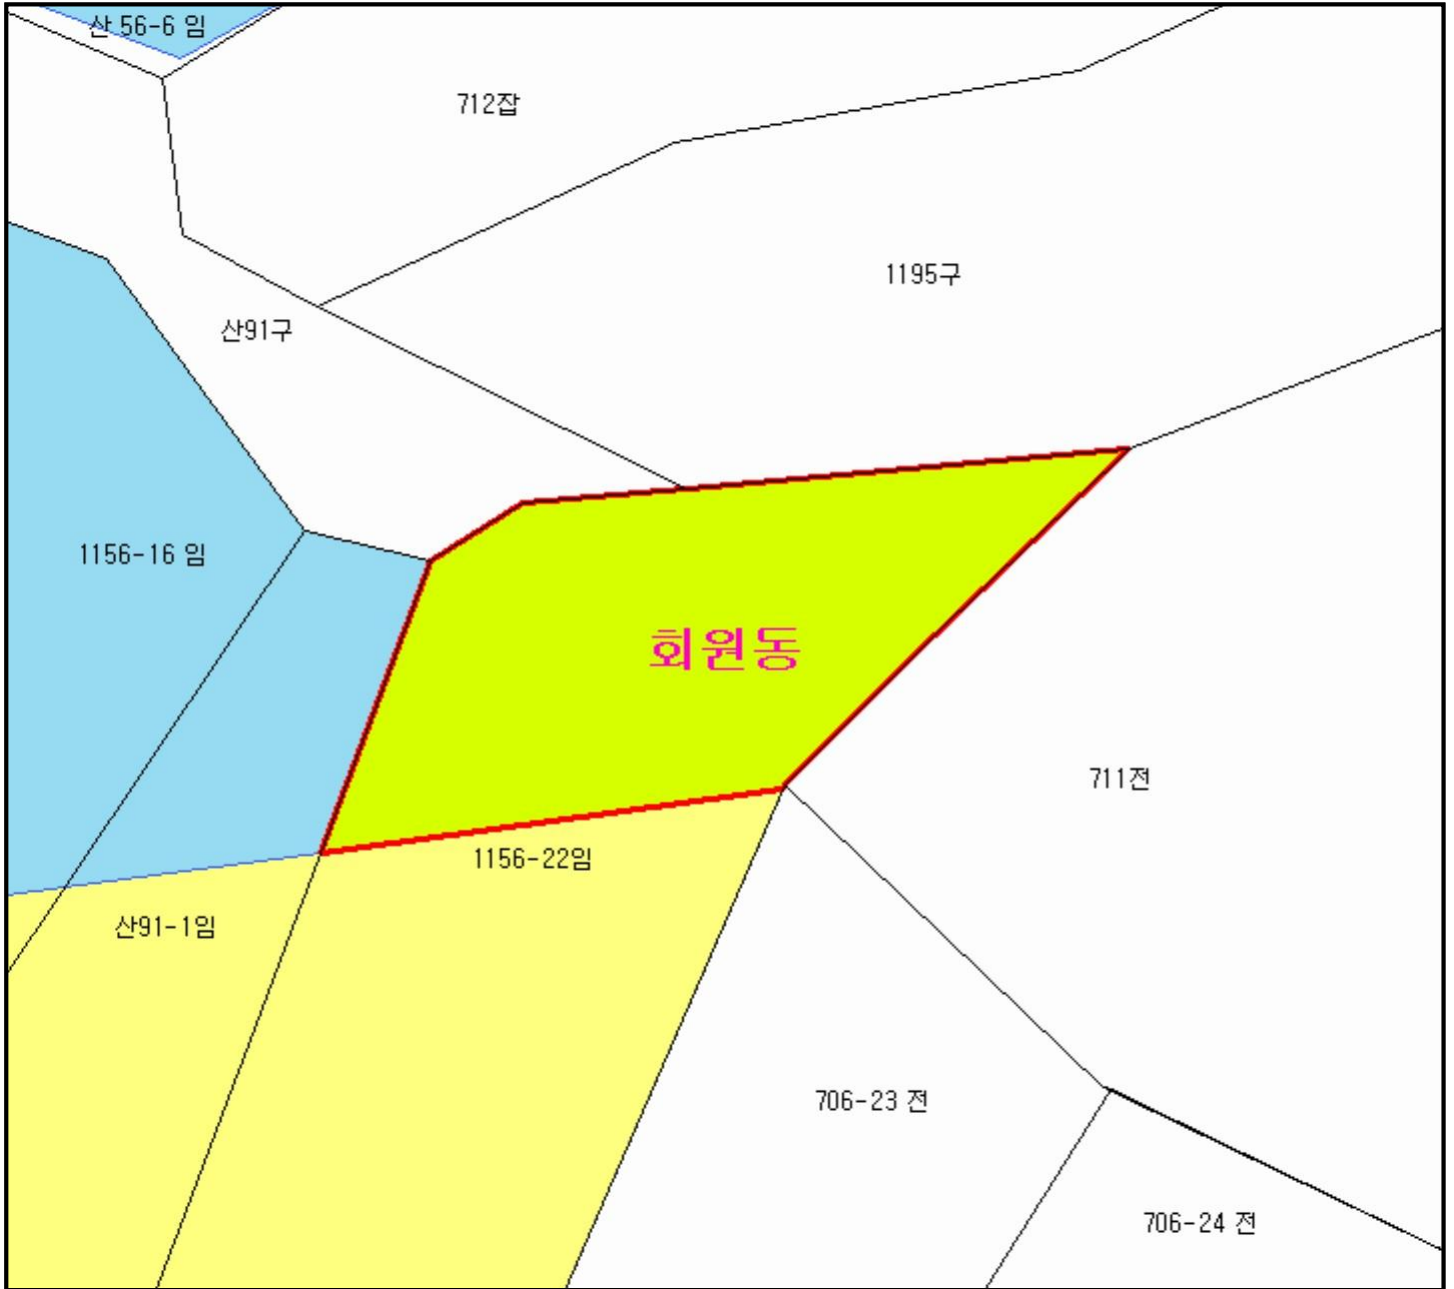 산 56-6 임
712잡
1195구
산91구
1156-16 임
회원동
711전
1156-22임
산91-1임
706-23 전
706-24 전